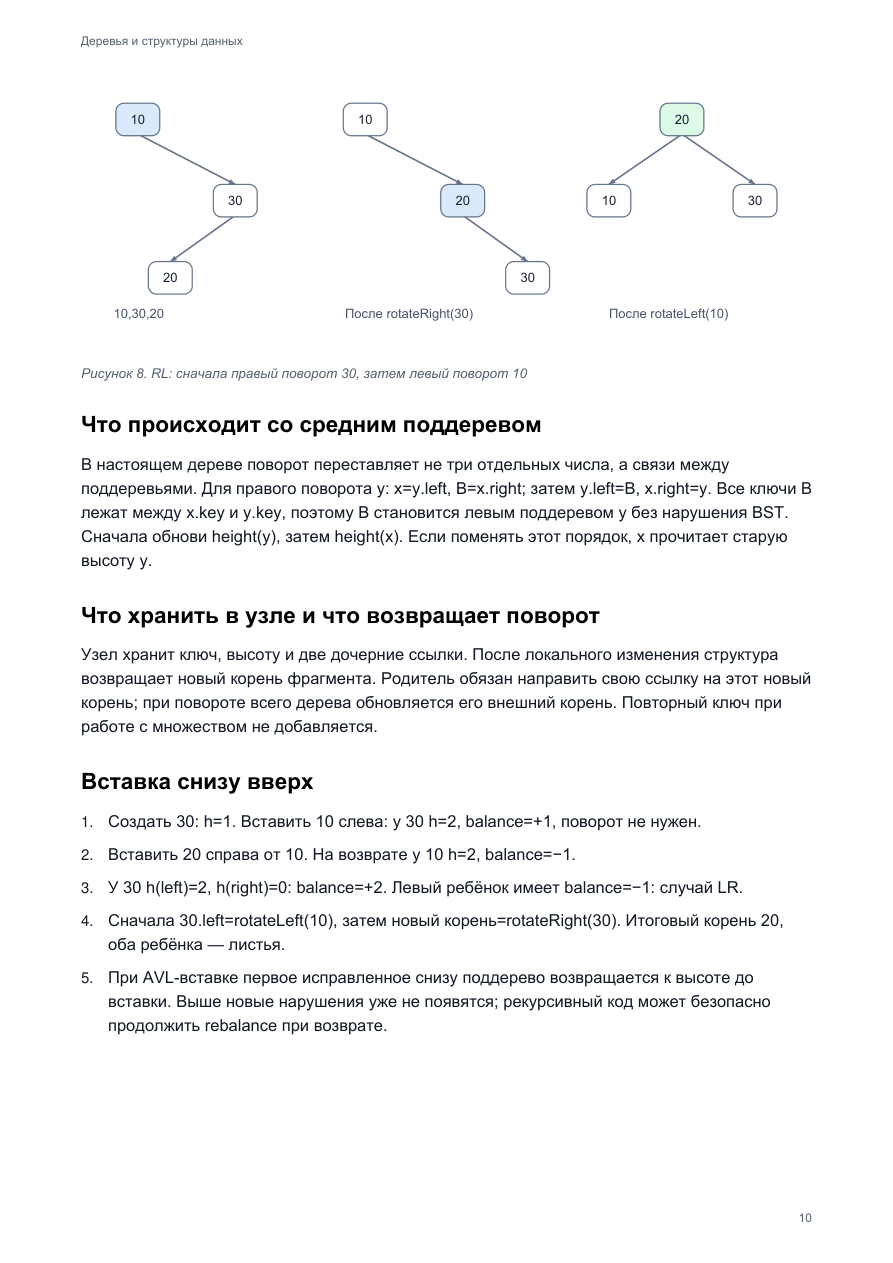 Деревья и структуры данных
10
10
20
30
20
10
30
20
30
10,30,20
После rotateRight(30)
После rotateLeft(10)
Рисунок 8. RL: сначала правый поворот 30, затем левый поворот 10
Что происходит со средним поддеревом
В настоящем дереве поворот переставляет не три отдельных числа, а связи между
поддеревьями. Для правого поворота y: x=y.left, B=x.right; затем y.left=B, x.right=y. Все ключи B
лежат между x.key и y.key, поэтому B становится левым поддеревом y без нарушения BST.
Сначала обнови height(y), затем height(x). Если поменять этот порядок, x прочитает старую
высоту y.
Что хранить в узле и что возвращает поворот
Узел хранит ключ, высоту и две дочерние ссылки. После локального изменения структура
возвращает новый корень фрагмента. Родитель обязан направить свою ссылку на этот новый
корень; при повороте всего дерева обновляется его внешний корень. Повторный ключ при
работе с множеством не добавляется.
Вставка снизу вверх
1. Создать 30: h=1. Вставить 10 слева: у 30 h=2, balance=+1, поворот не нужен.
2. Вставить 20 справа от 10. На возврате у 10 h=2, balance=−1.
3. У 30 h(left)=2, h(right)=0: balance=+2. Левый ребёнок имеет balance=−1: случай LR.
4. Сначала 30.left=rotateLeft(10), затем новый корень=rotateRight(30). Итоговый корень 20,
оба ребёнка — листья.
5. При AVL-вставке первое исправленное снизу поддерево возвращается к высоте до
вставки. Выше новые нарушения уже не появятся; рекурсивный код может безопасно
продолжить rebalance при возврате.
10